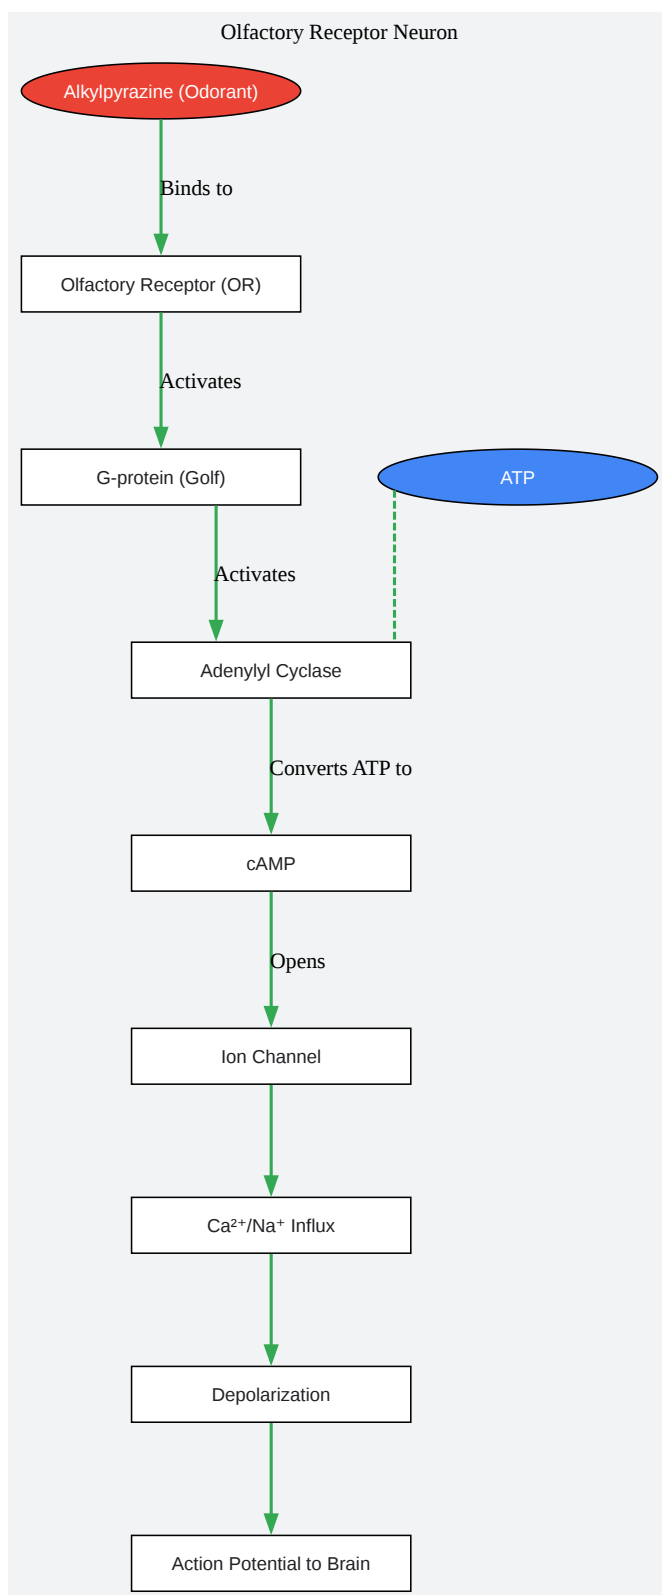 Olfactory Receptor Neuron
Alkylpyrazine (Odorant)
Binds to
Olfactory Receptor (OR)
Activates
G-protein (Golf)
ATP
Activates
Adenylyl Cyclase
Converts ATP to
cAMP
Opens
Ion Channel
Ca²⁺/Na⁺ Influx
Depolarization
Action Potential to Brain